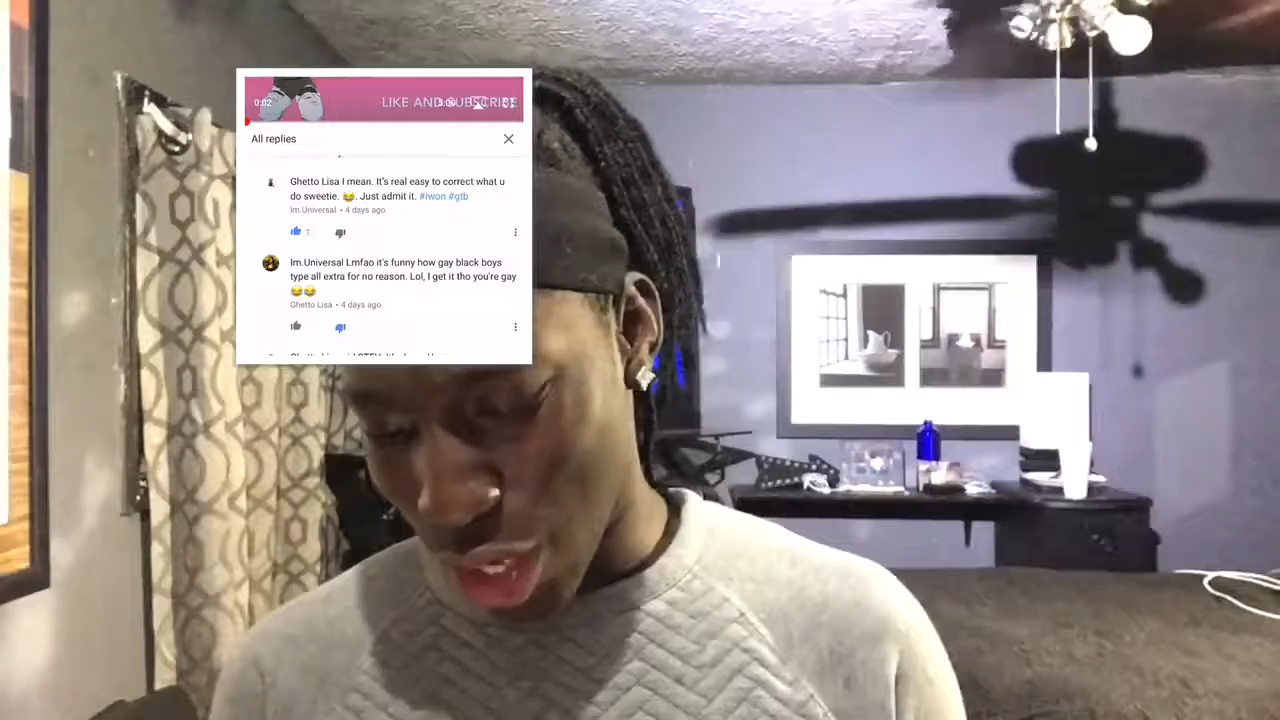 0:02
LIKE AND SUBSCRIBE
All replies
Ghetto Lisa I mean. It's real easy to correct what u
do sweetie. 😂. Just admit it. #iwon #gtb
Im.Universal • 4 days ago
1
Im.Universal Lmfao it's funny how gay black boys
type all extra for no reason. Lol, I get it tho you're gay
😂😂
Ghetto Lisa • 4 days ago